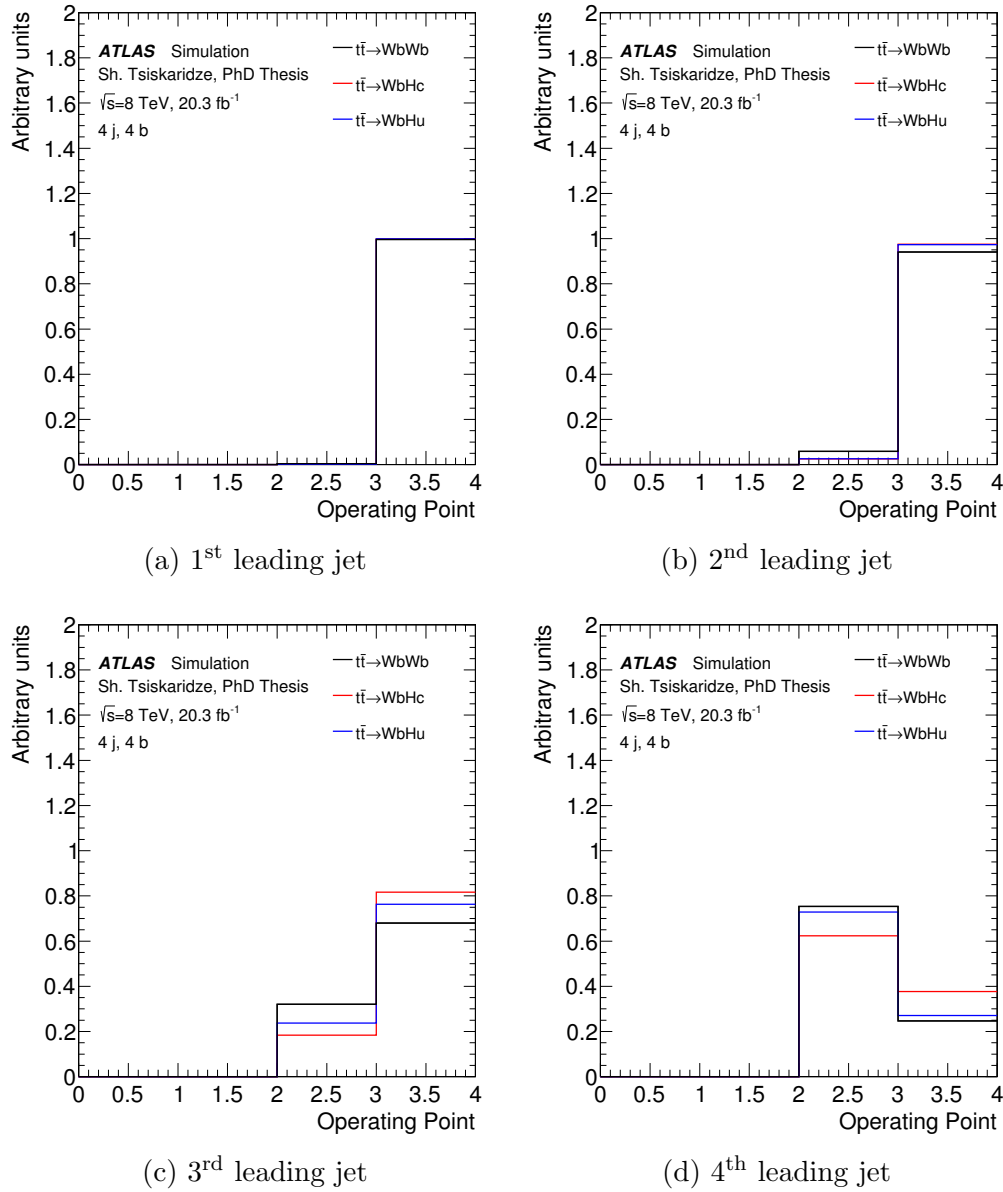 Arbitrary units
2
1.8
1.6
1.4
1.2
1
0.8
0.6
0.4
0.2
0
ATLAS Simulation
Sh. Tsiskaridze, PhD Thesis
√s=8 TeV, 20.3 fb⁻¹
4 j, 4 b
tt̄→WbWb
tt̄→WbHc
tt̄→WbHu
0 0.5 1 1.5 2 2.5 3 3.5 4
Operating Point
(a) 1st leading jet
Arbitrary units
2
1.8
1.6
1.4
1.2
1
0.8
0.6
0.4
0.2
0
ATLAS Simulation
Sh. Tsiskaridze, PhD Thesis
√s=8 TeV, 20.3 fb⁻¹
4 j, 4 b
tt̄→WbWb
tt̄→WbHc
tt̄→WbHu
0 0.5 1 1.5 2 2.5 3 3.5 4
Operating Point
(b) 2nd leading jet
Arbitrary units
2
1.8
1.6
1.4
1.2
1
0.8
0.6
0.4
0.2
0
ATLAS Simulation
Sh. Tsiskaridze, PhD Thesis
√s=8 TeV, 20.3 fb⁻¹
4 j, 4 b
tt̄→WbWb
tt̄→WbHc
tt̄→WbHu
0 0.5 1 1.5 2 2.5 3 3.5 4
Operating Point
(c) 3rd leading jet
Arbitrary units
2
1.8
1.6
1.4
1.2
1
0.8
0.6
0.4
0.2
0
ATLAS Simulation
Sh. Tsiskaridze, PhD Thesis
√s=8 TeV, 20.3 fb⁻¹
4 j, 4 b
tt̄→WbWb
tt̄→WbHc
tt̄→WbHu
0 0.5 1 1.5 2 2.5 3 3.5 4
Operating Point
(d) 4th leading jet